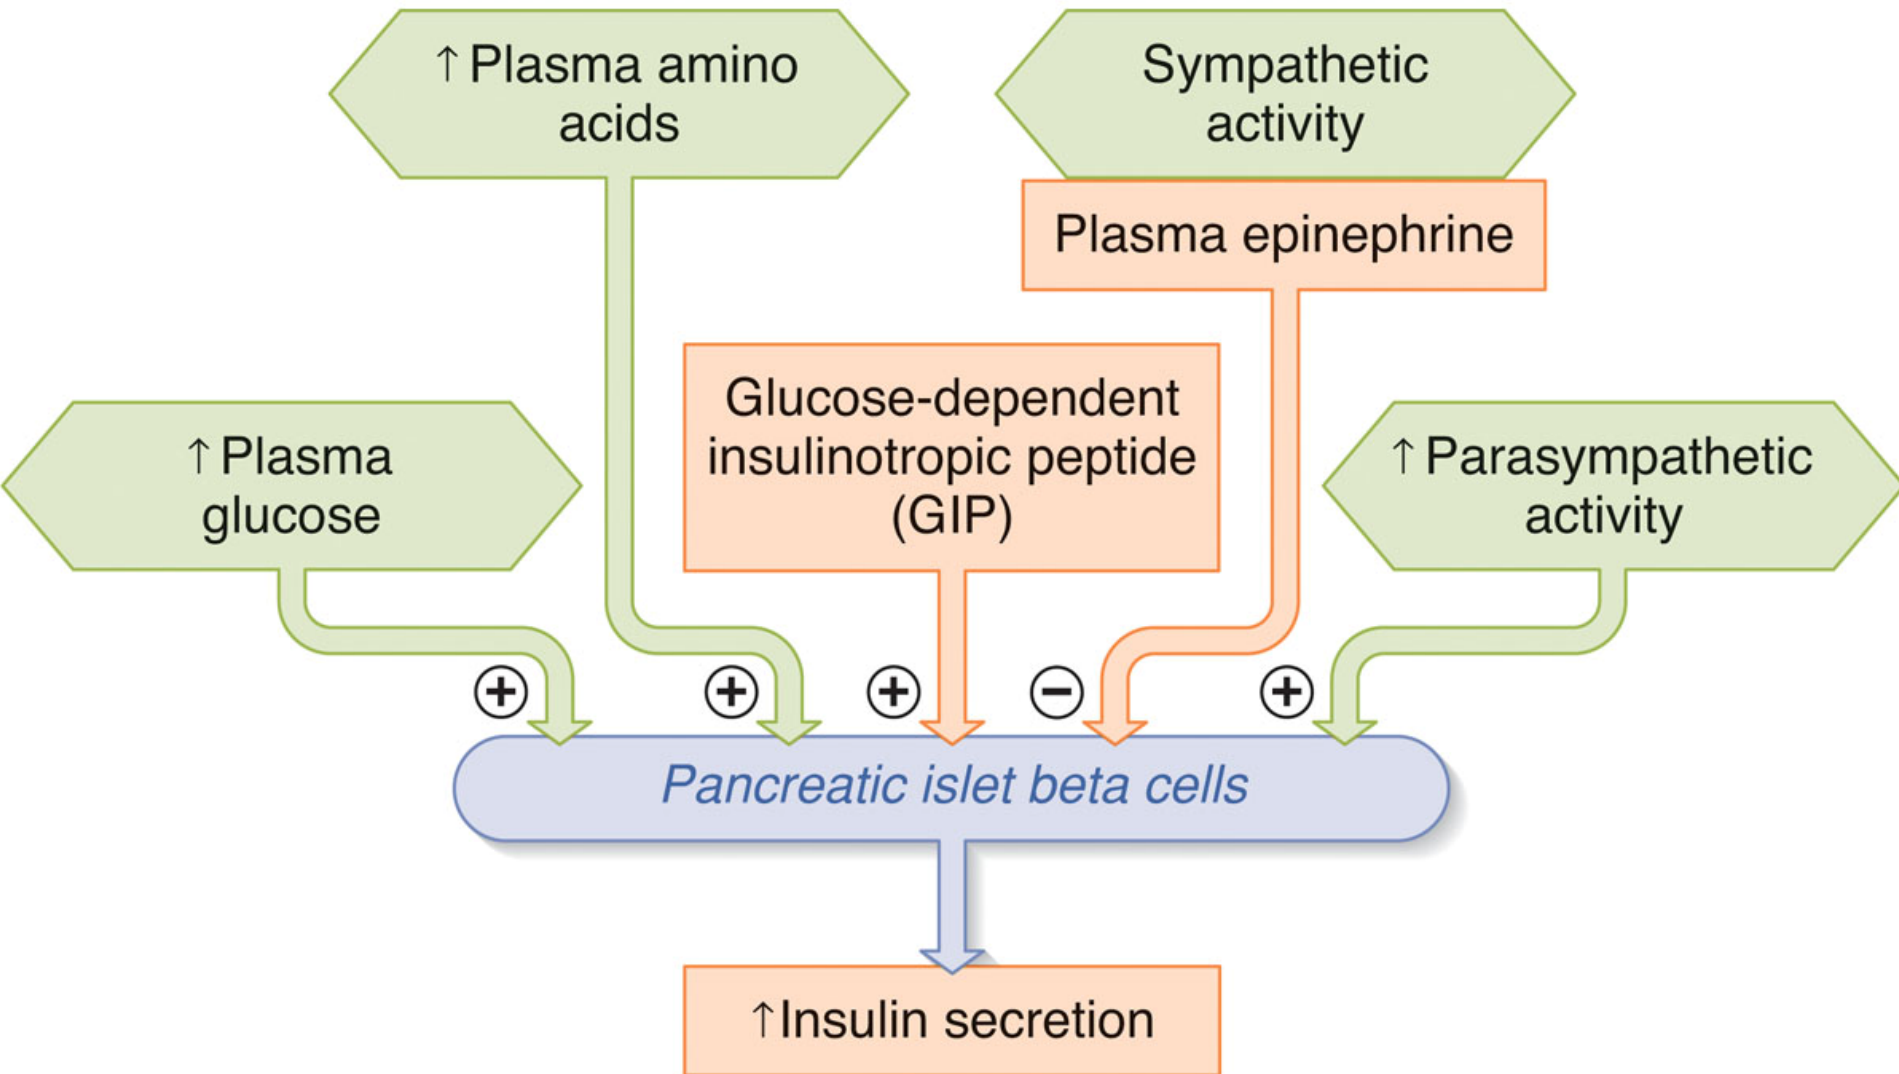 ↑ Plasma amino
acids
Sympathetic
activity
Plasma epinephrine
Glucose-dependent
insulinotropic peptide
(GIP)
↑ Plasma
glucose
↑ Parasympathetic
activity
+
+
+
−
+
Pancreatic islet beta cells
↑ Insulin secretion